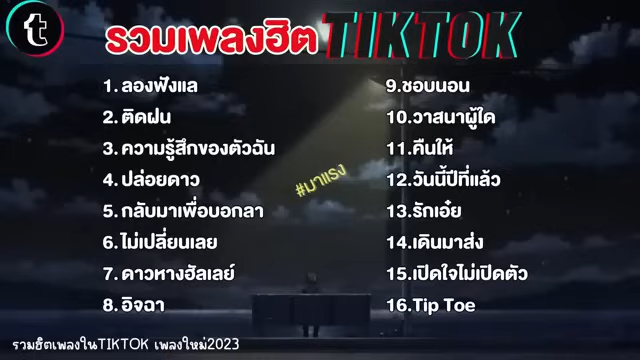 t
รวมเพลงฮิต TIKTOK
1. ลองฟังแล
2. ติดฝน
3. ความรู้สึกของตัวฉัน
4. ปล่อยดาว
5. กลับมาเพื่อบอกลา
6. ไม่เปลี่ยนเลย
7. ดาวหางฮัลเลย์
8. อิจฉา
#มาแรง
9.ชอบนอน
10.วาสนาผู้ใด
11.คืนให้
12.วันนี้ปีที่แล้ว
13.รักเอ๋ย
14.เดินมาส่ง
15.เปิดใจไม่เปิดตัว
16.Tip Toe
รวมฮิตเพลงในTIKTOK เพลงใหม่2023